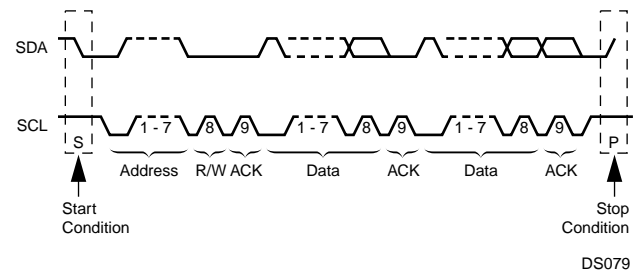 SDA
SCL
S 1 - 7 8 9 1 - 7 8 9 1 - 7 8 9 P
Address R/W ACK Data ACK Data ACK
Start
Condition
Stop
Condition
DS079